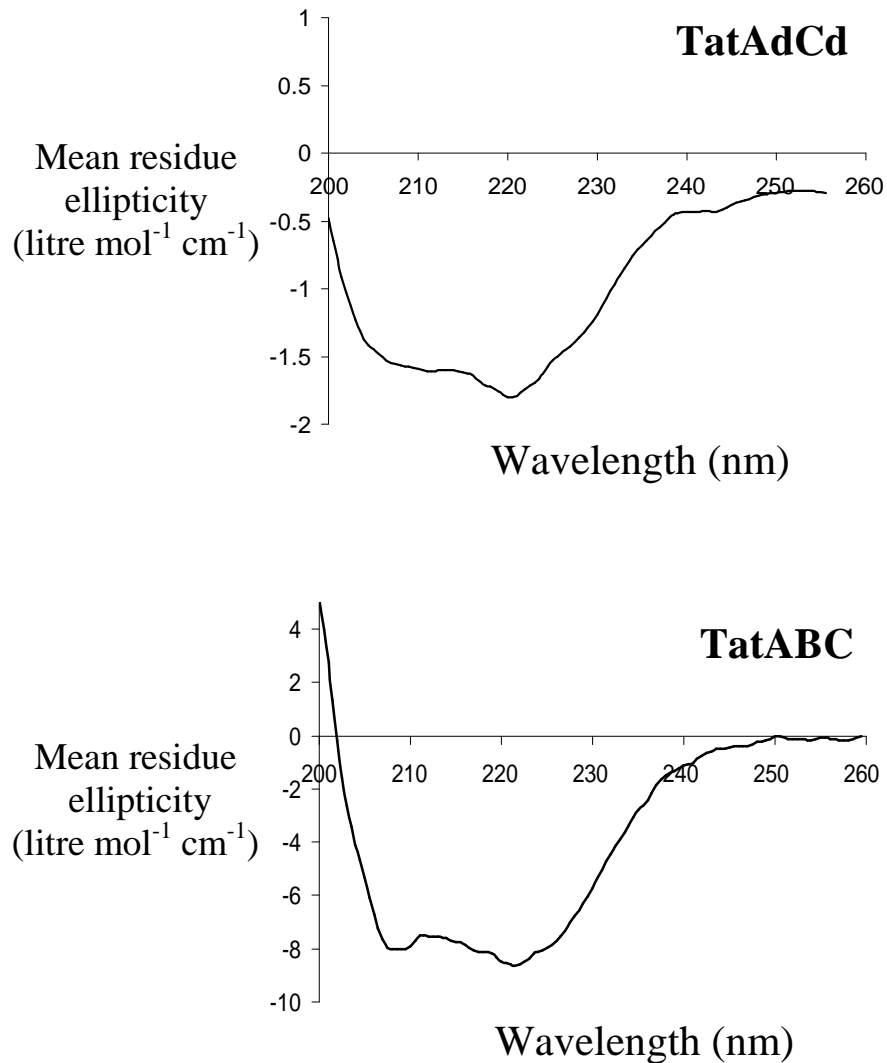 TatAdCd
1
0.5
0
-0.5
-1
-1.5
-2
Mean residue
ellipticity
(litre mol⁻¹ cm⁻¹)
200 210 220 230 240 250 260
Wavelength (nm)
TatABC
4
2
0
-2
-4
-6
-8
-10
Mean residue
ellipticity
(litre mol⁻¹ cm⁻¹)
200 210 220 230 240 250 260
Wavelength (nm)